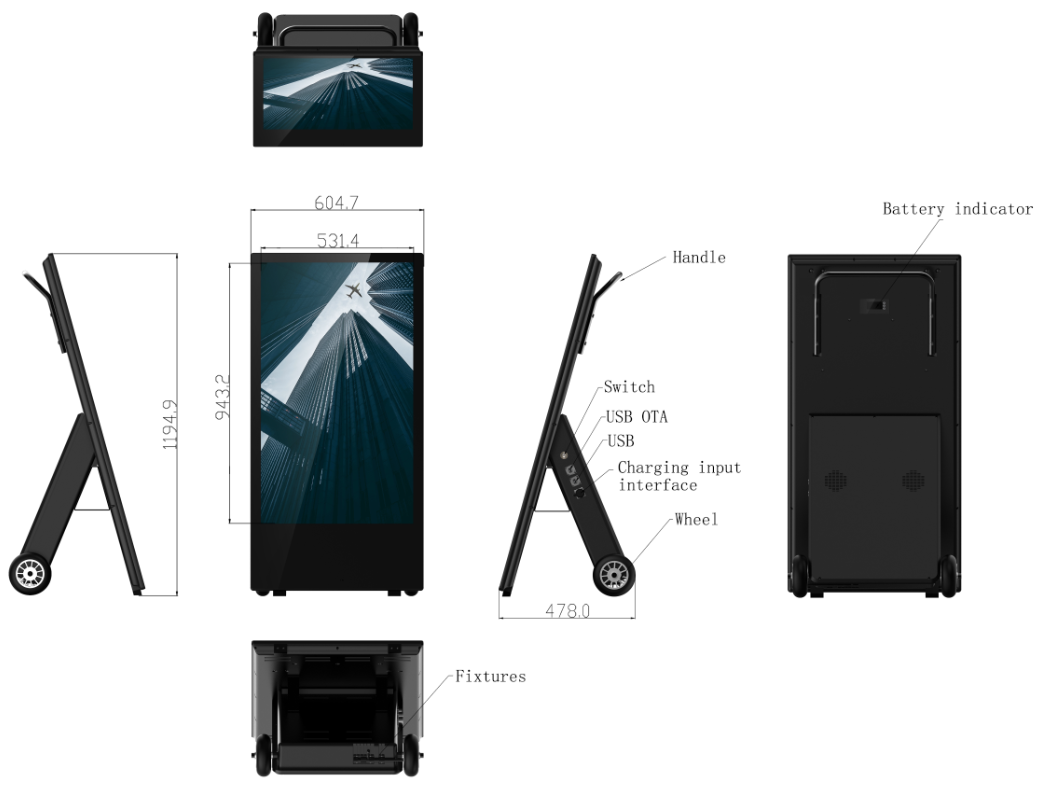 604.7
Battery indicator
531.4
Handle
943.2
1194.9
Switch
USB OTA
USB
Charging input
interface
Wheel
478.0
Fixtures